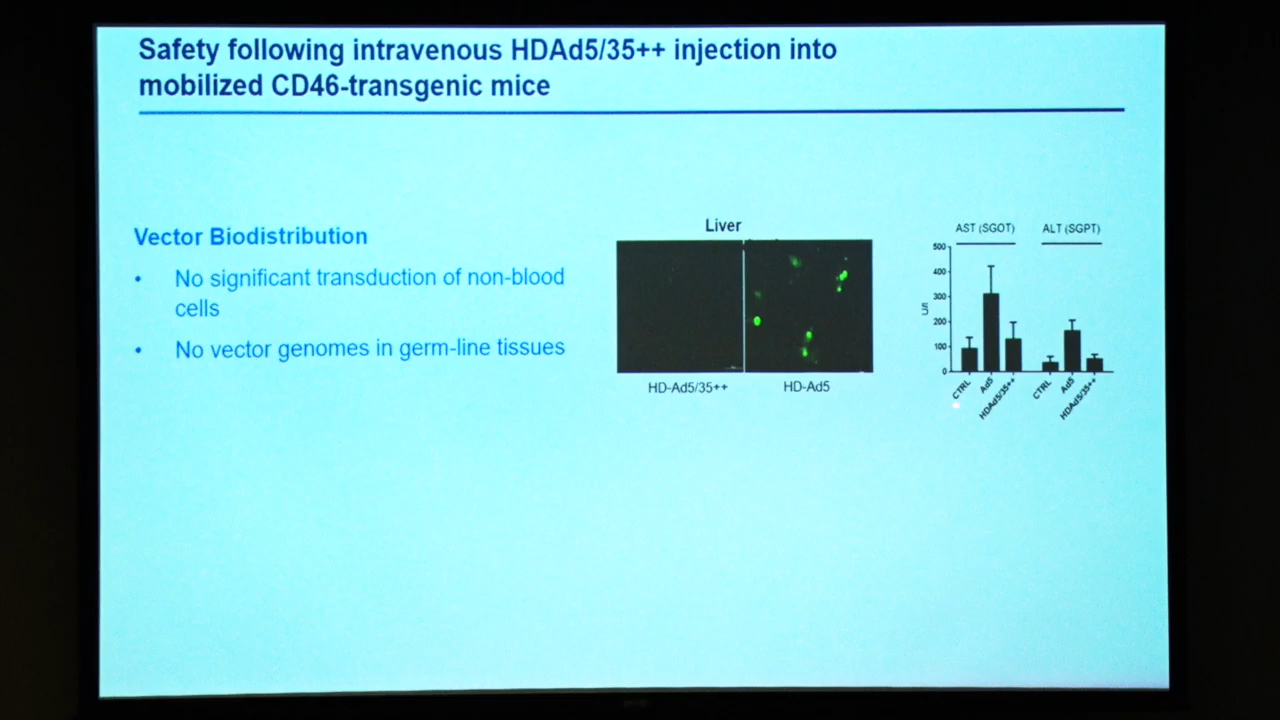 Safety following intravenous HDAd5/35++ injection into
mobilized CD46-transgenic mice
Vector Biodistribution
• No significant transduction of non-blood
cells
• No vector genomes in germ-line tissues
Liver
HD-Ad5/35++
HD-Ad5
AST (SGOT)
ALT (SGPT)
500
400
300
200
100
0
CTRL
Ad5
HDAd5/35++
CTRL
Ad5
HDAd5/35++